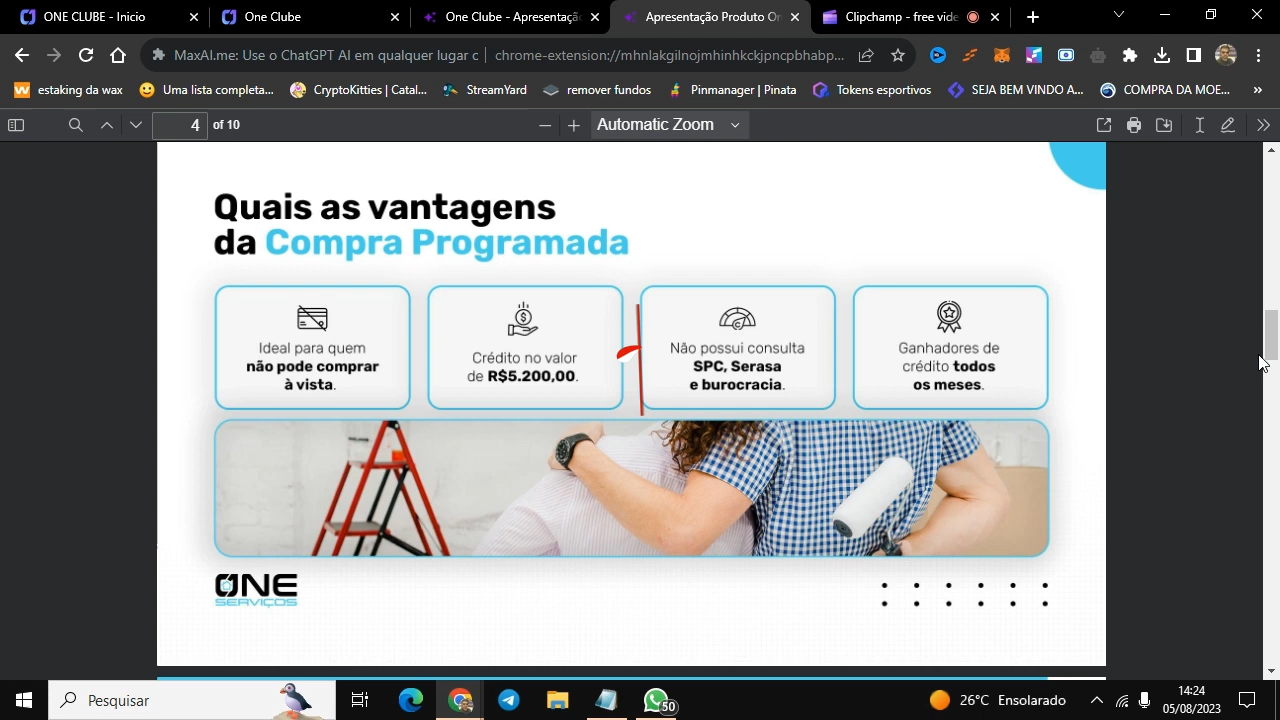 ONE CLUBE - Inicio
One Clube
One Clube - Apresentação
Apresentação Produto On
Clipchamp - free vide
MaxAI.me: Use o ChatGPT AI em qualquer lugar c
chrome-extension://mhnlakgilnojmhinhkckjpncpbhabp...
estaking da wax
Uma lista completa...
CryptoKitties | Catal...
StreamYard
remover fundos
Pinmanager | Pinata
Tokens esportivos
SEJA BEM VINDO A...
COMPRA DA MOE...
4 of 10
Automatic Zoom
Quais as vantagens
da Compra Programada
Ideal para quem
não pode comprar
à vista.
Crédito no valor
de R$5.200,00.
Não possui consulta
SPC, Serasa
e burocracia.
Ganhadores de
crédito todos
os meses.
ONE
SERVIÇOS
Pesquisar
50
26°C Ensolarado
14:24
05/08/2023